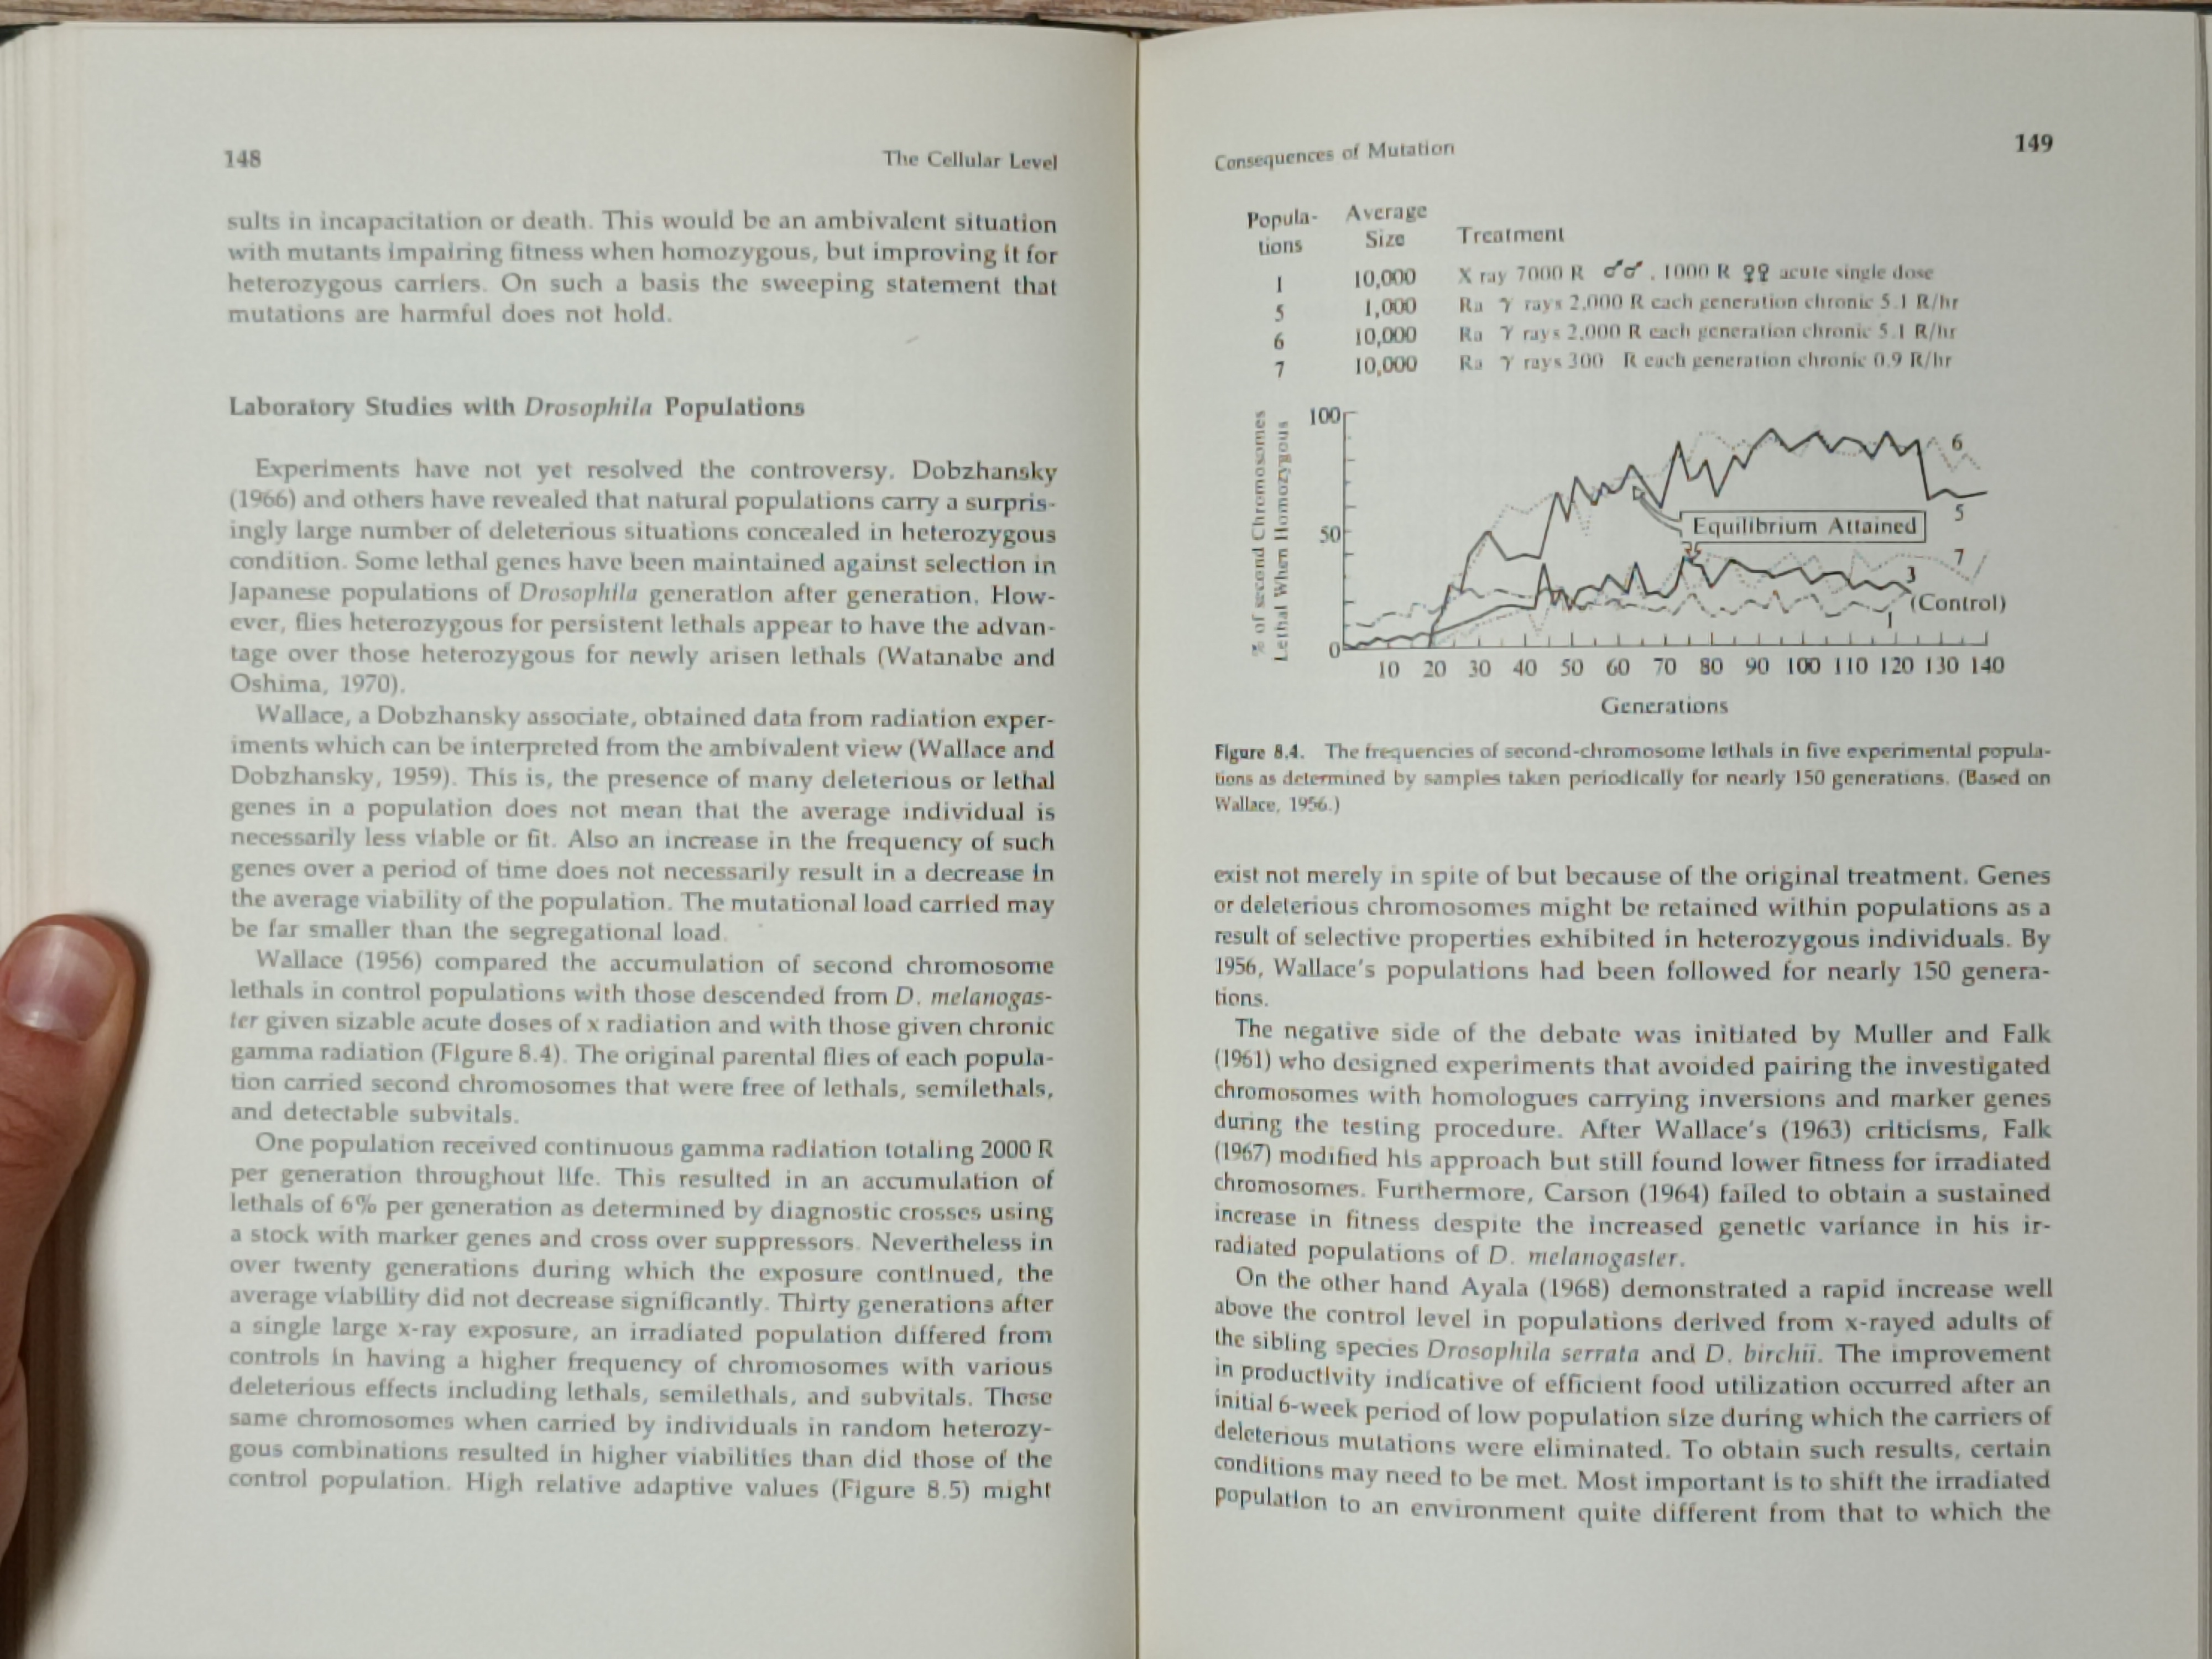 148
The Cellular Level
sults in incapacitation or death. This would be an ambivalent situation
with mutants impairing fitness when homozygous, but improving it for
heterozygous carriers. On such a basis the sweeping statement that
mutations are harmful does not hold.
Laboratory Studies with Drosophila Populations
Experiments have not yet resolved the controversy. Dobzhansky
(1966) and others have revealed that natural populations carry a surpris-
ingly large number of deleterious situations concealed in heterozygous
condition. Some lethal genes have been maintained against selection in
Japanese populations of Drosophila generation after generation. How-
ever, flies heterozygous for persistent lethals appear to have the advan-
tage over those heterozygous for newly arisen lethals (Watanabe and
Oshima, 1970).
Wallace, a Dobzhansky associate, obtained data from radiation exper-
iments which can be interpreted from the ambivalent view (Wallace and
Dobzhansky, 1959). This is, the presence of many deleterious or lethal
genes in a population does not mean that the average individual is
necessarily less viable or fit. Also an increase in the frequency of such
genes over a period of time does not necessarily result in a decrease in
the average viability of the population. The mutational load carried may
be far smaller than the segregational load.
Wallace (1956) compared the accumulation of second chromosome
lethals in control populations with those descended from D. melanogas-
ter given sizable acute doses of x radiation and with those given chronic
gamma radiation (Figure 8.4). The original parental flies of each popula-
tion carried second chromosomes that were free of lethals, semilethals,
and detectable subvitals.
One population received continuous gamma radiation totaling 2000 R
per generation throughout life. This resulted in an accumulation of
lethals of 6% per generation as determined by diagnostic crosses using
a stock with marker genes and cross over suppressors. Nevertheless in
over twenty generations during which the exposure continued, the
average viability did not decrease significantly. Thirty generations after
a single large x-ray exposure, an irradiated population differed from
controls in having a higher frequency of chromosomes with various
deleterious effects including lethals, semilethals, and subvitals. These
same chromosomes when carried by individuals in random heterozy-
gous combinations resulted in higher viabilities than did those of the
control population. High relative adaptive values (Figure 8.5) might
Consequences of Mutation
149
Popula- Average
tions Size Treatment
1 10,000 X ray 7000 R ♂♂, 1000 R ♀♀ acute single dose
5 1,000 Ra γ rays 2,000 R each generation chronic 5.1 R/hr
6 10,000 Ra γ rays 2,000 R each generation chronic 5.1 R/hr
7 10,000 Ra γ rays 300 R each generation chronic 0.9 R/hr
% of second Chromosomes
Lethal When Homozygous
100
50
0
6
5
Equilibrium Attained
7
3
(Control)
1
10 20 30 40 50 60 70 80 90 100 110 120 130 140
Generations
Figure 8.4. The frequencies of second-chromosome lethals in five experimental popula-
tions as determined by samples taken periodically for nearly 150 generations. (Based on
Wallace, 1956.)
exist not merely in spite of but because of the original treatment. Genes
or deleterious chromosomes might be retained within populations as a
result of selective properties exhibited in heterozygous individuals. By
1956, Wallace's populations had been followed for nearly 150 genera-
tions.
The negative side of the debate was initiated by Muller and Falk
(1961) who designed experiments that avoided pairing the investigated
chromosomes with homologues carrying inversions and marker genes
during the testing procedure. After Wallace's (1963) criticisms, Falk
(1967) modified his approach but still found lower fitness for irradiated
chromosomes. Furthermore, Carson (1964) failed to obtain a sustained
increase in fitness despite the increased genetic variance in his ir-
radiated populations of D. melanogaster.
On the other hand Ayala (1968) demonstrated a rapid increase well
above the control level in populations derived from x-rayed adults of
the sibling species Drosophila serrata and D. birchii. The improvement
in productivity indicative of efficient food utilization occurred after an
initial 6-week period of low population size during which the carriers of
deleterious mutations were eliminated. To obtain such results, certain
conditions may need to be met. Most important is to shift the irradiated
population to an environment quite different from that to which the